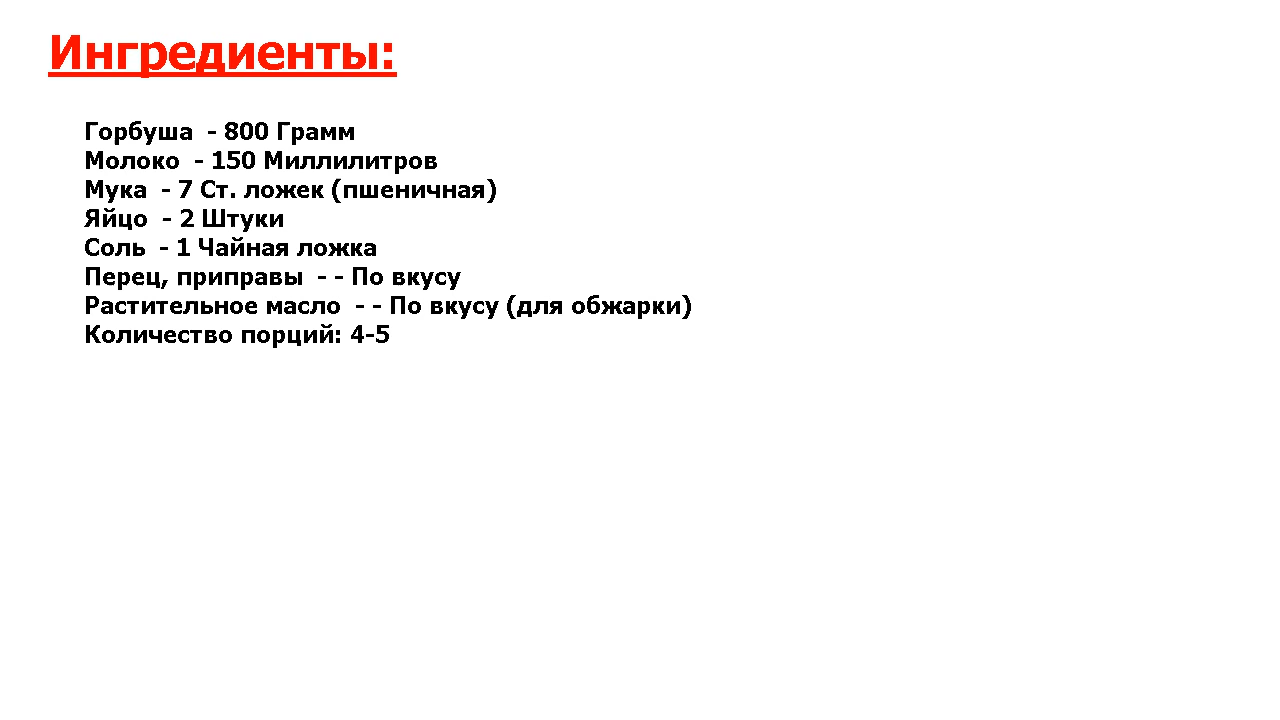 Ингредиенты:
Горбуша  - 800 Грамм
Молоко  - 150 Миллилитров
Мука  - 7 Ст. ложек (пшеничная)
Яйцо  - 2 Штуки
Соль  - 1 Чайная ложка
Перец, приправы  - - По вкусу
Растительное масло  - - По вкусу (для обжарки)
Количество порций: 4-5